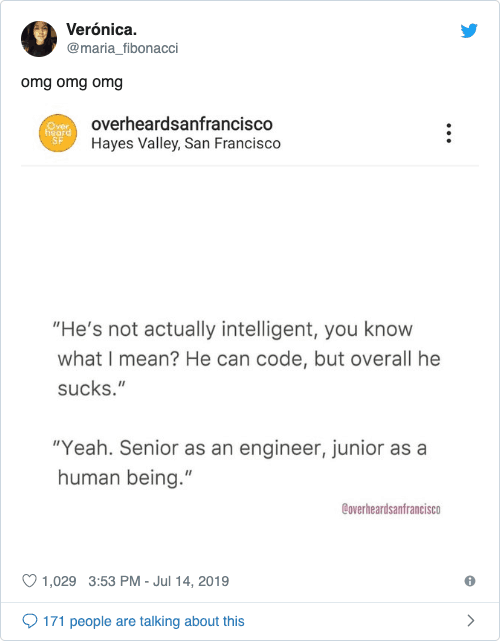 Verónica.
@maria_fibonacci
omg omg omg
Over
heard
SF
overheardsanfrancisco
Hayes Valley, San Francisco
"He's not actually intelligent, you know
what I mean? He can code, but overall he
sucks."
"Yeah. Senior as an engineer, junior as a
human being."
@overheardsanfrancisco
1,029 3:53 PM - Jul 14, 2019
171 people are talking about this